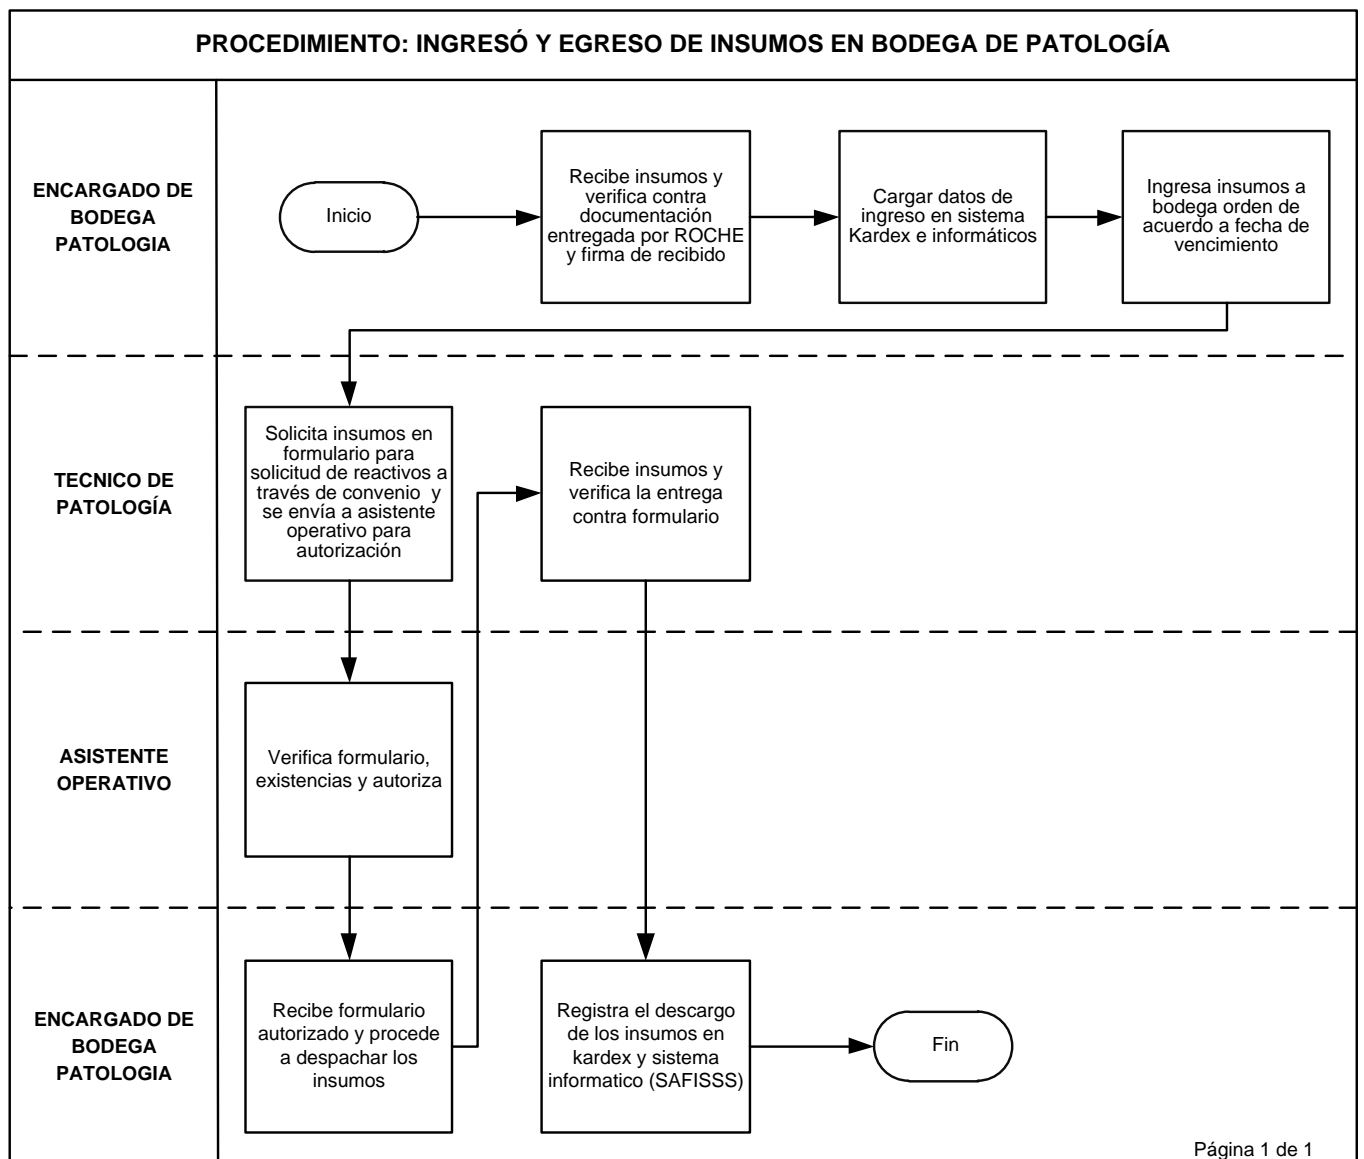 PROCEDIMIENTO: INGRESÓ Y EGRESO DE INSUMOS EN BODEGA DE PATOLOGÍA
ENCARGADO DE
BODEGA
PATOLOGIA
Inicio
Recibe insumos y
verifica contra
documentación
entregada por ROCHE
y firma de recibido
Cargar datos de
ingreso en sistema
Kardex e informáticos
Ingresa insumos a
bodega orden de
acuerdo a fecha de
vencimiento
TECNICO DE
PATOLOGÍA
Solicita insumos en
formulario para
solicitud de reactivos a
través de convenio y
se envía a asistente
operativo para
autorización
Recibe insumos y
verifica la entrega
contra formulario
ASISTENTE
OPERATIVO
Verifica formulario,
existencias y autoriza
ENCARGADO DE
BODEGA
PATOLOGIA
Recibe formulario
autorizado y procede
a despachar los
insumos
Registra el descargo
de los insumos en
kardex y sistema
informatico (SAFISSS)
Fin
Página 1 de 1